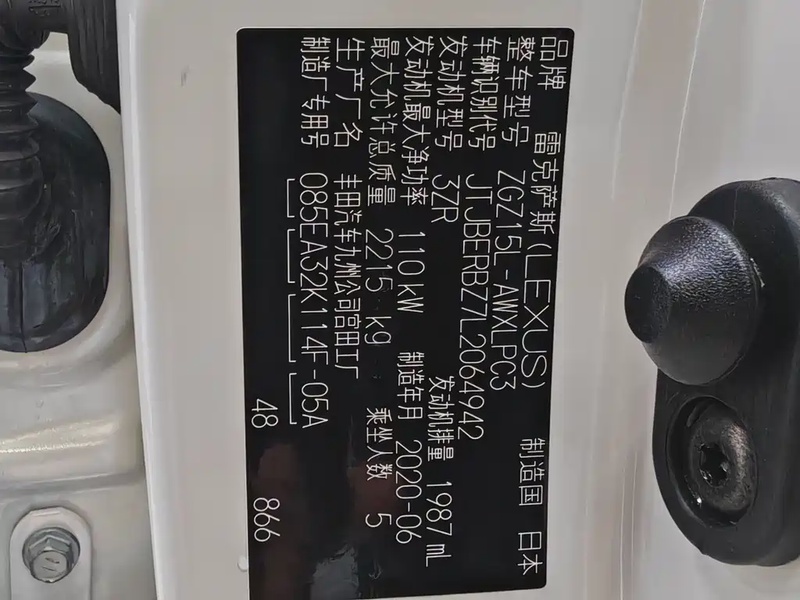 品牌 雷克萨斯(LEXUS) 制造国 日本
整车型号 ZGZ15L-AWXLPC3
车辆识别代号 JTJBERBZ7L2064942
发动机型号 3ZR 发动机排量 1987 mL
发动机最大净功率 110 kW 制造年月 2020-06
最大允许总质量 2215 kg 乘坐人数 5
生产厂名 丰田汽车九州公司宫田工厂
制造厂专用号 085EA32K114F-05A
48 866